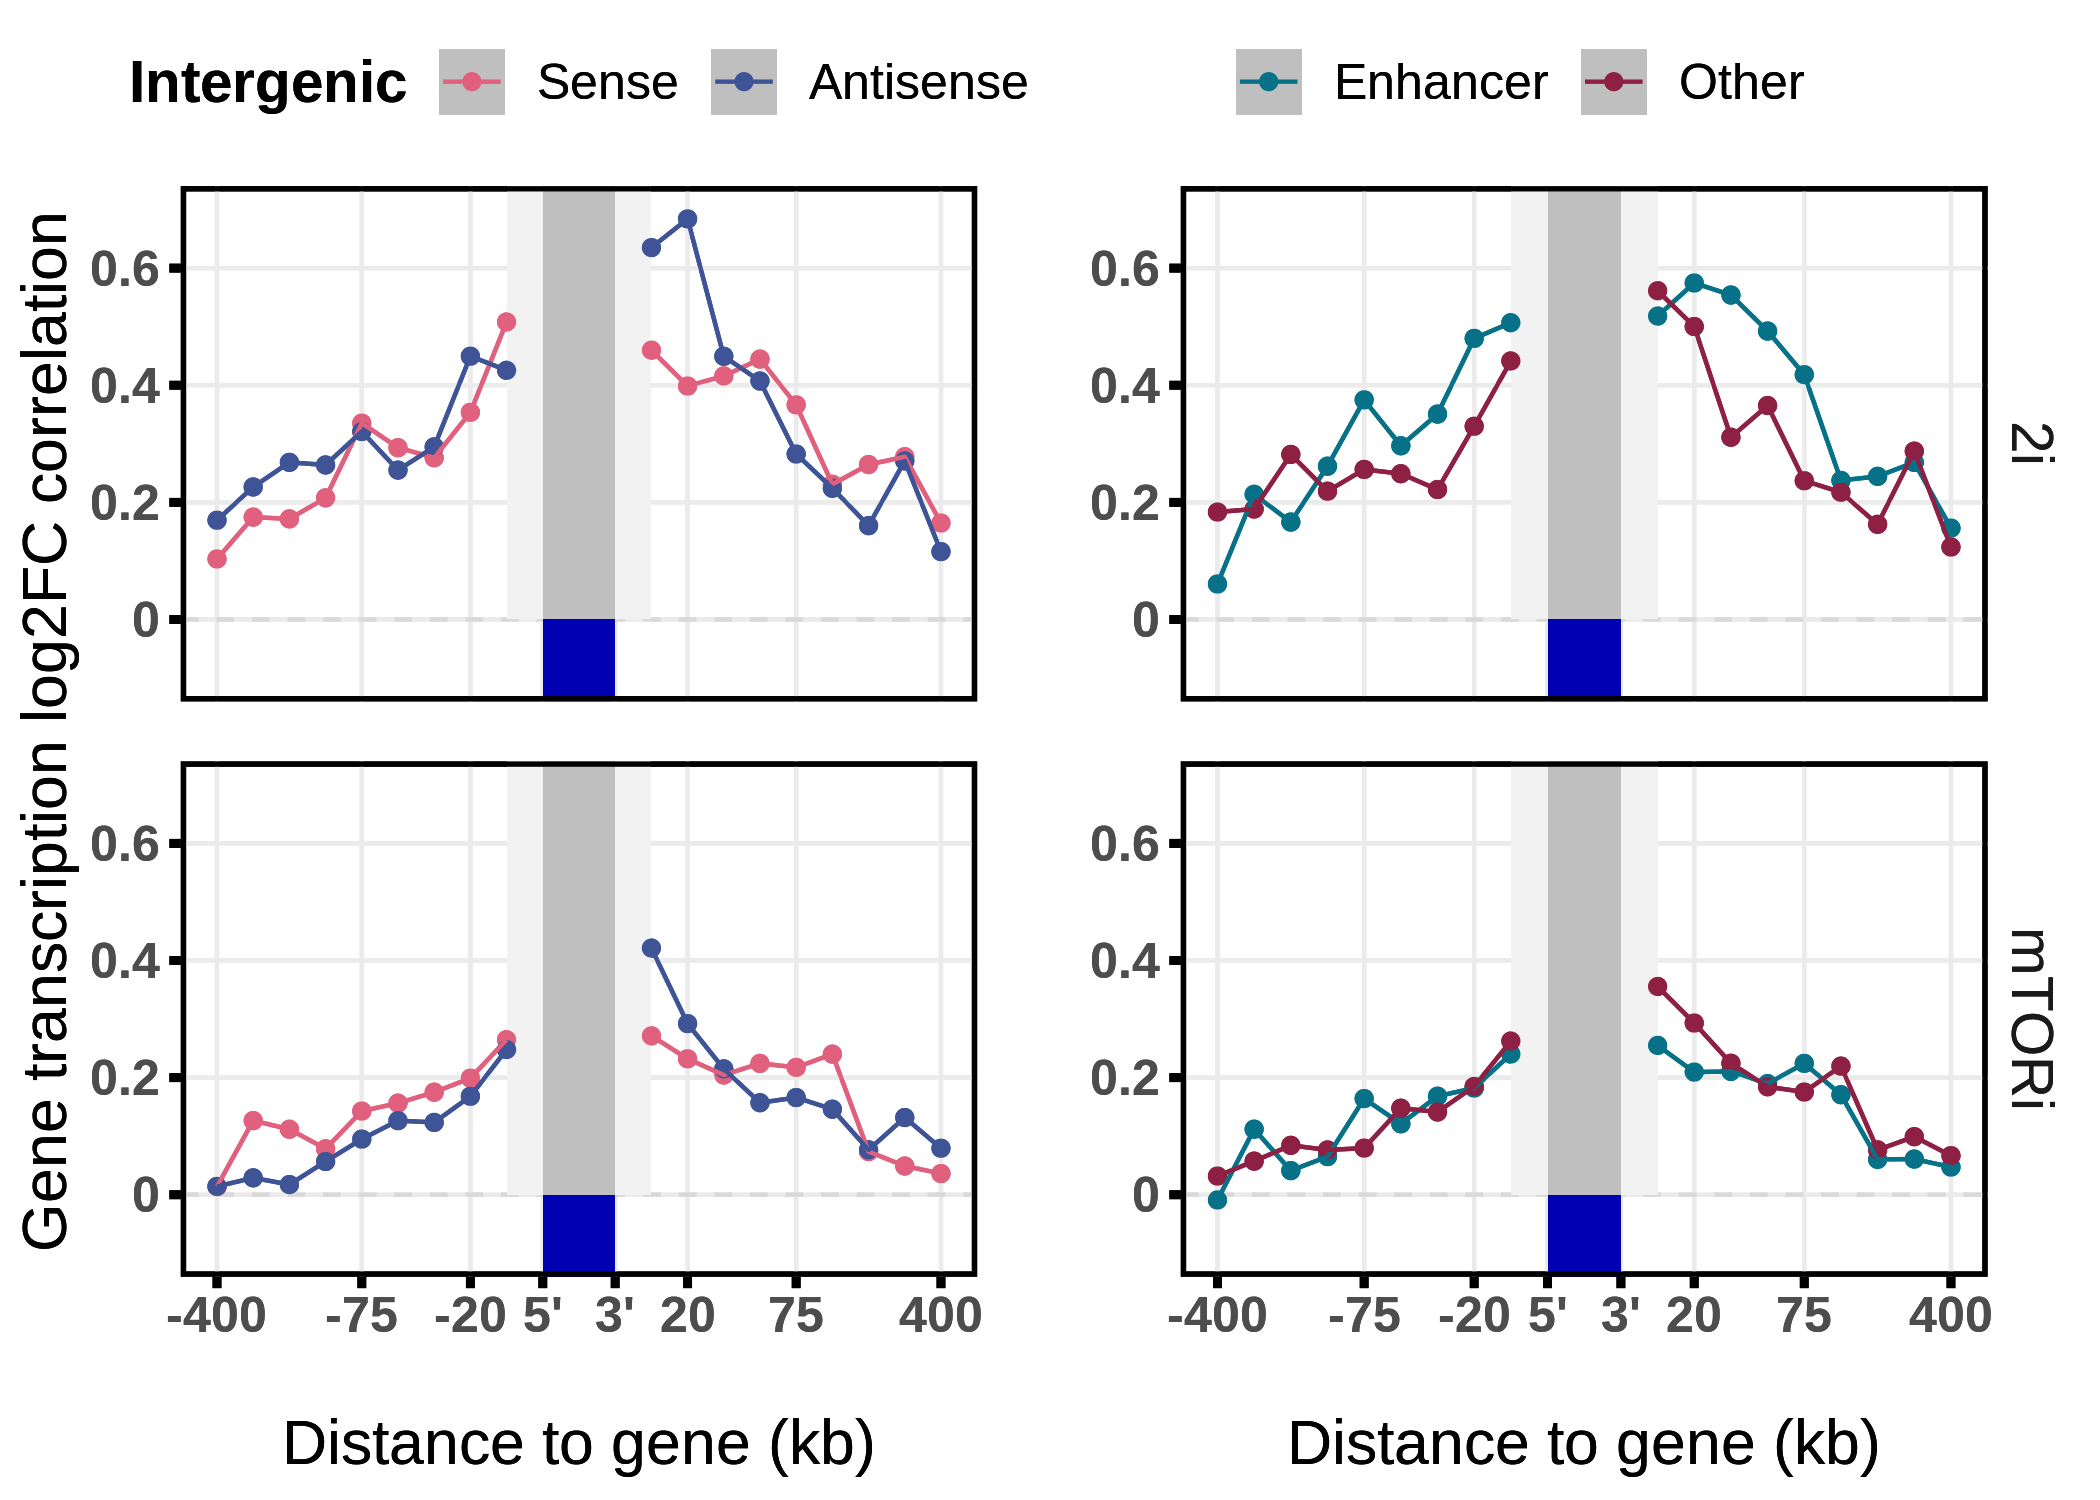 Intergenic Sense Antisense Enhancer Other
Gene transcription log2FC correlation
0.6
0.4
0.2
0
0.6
0.4
0.2
0
2i
0.6
0.4
0.2
0
0.6
0.4
0.2
0
mTORi
-400 -75 -20 5' 3' 20 75 400
-400 -75 -20 5' 3' 20 75 400
Distance to gene (kb)
Distance to gene (kb)